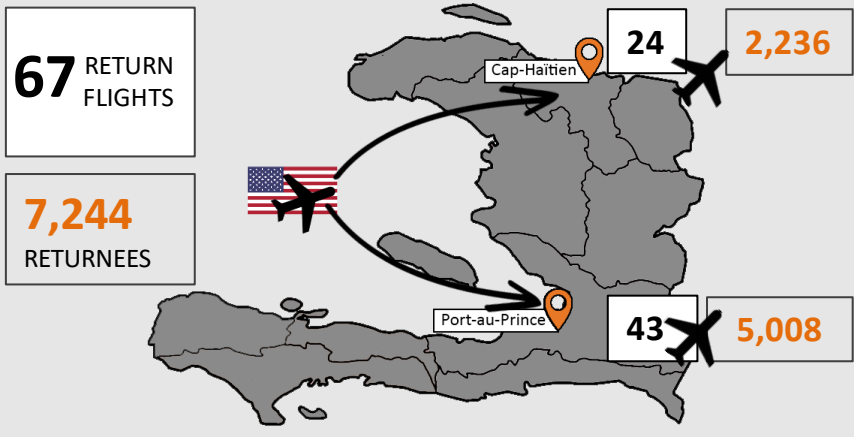 67 RETURN
FLIGHTS
7,244
RETURNEES
Cap-Haïtien
24
2,236
Port-au-Prince
43
5,008